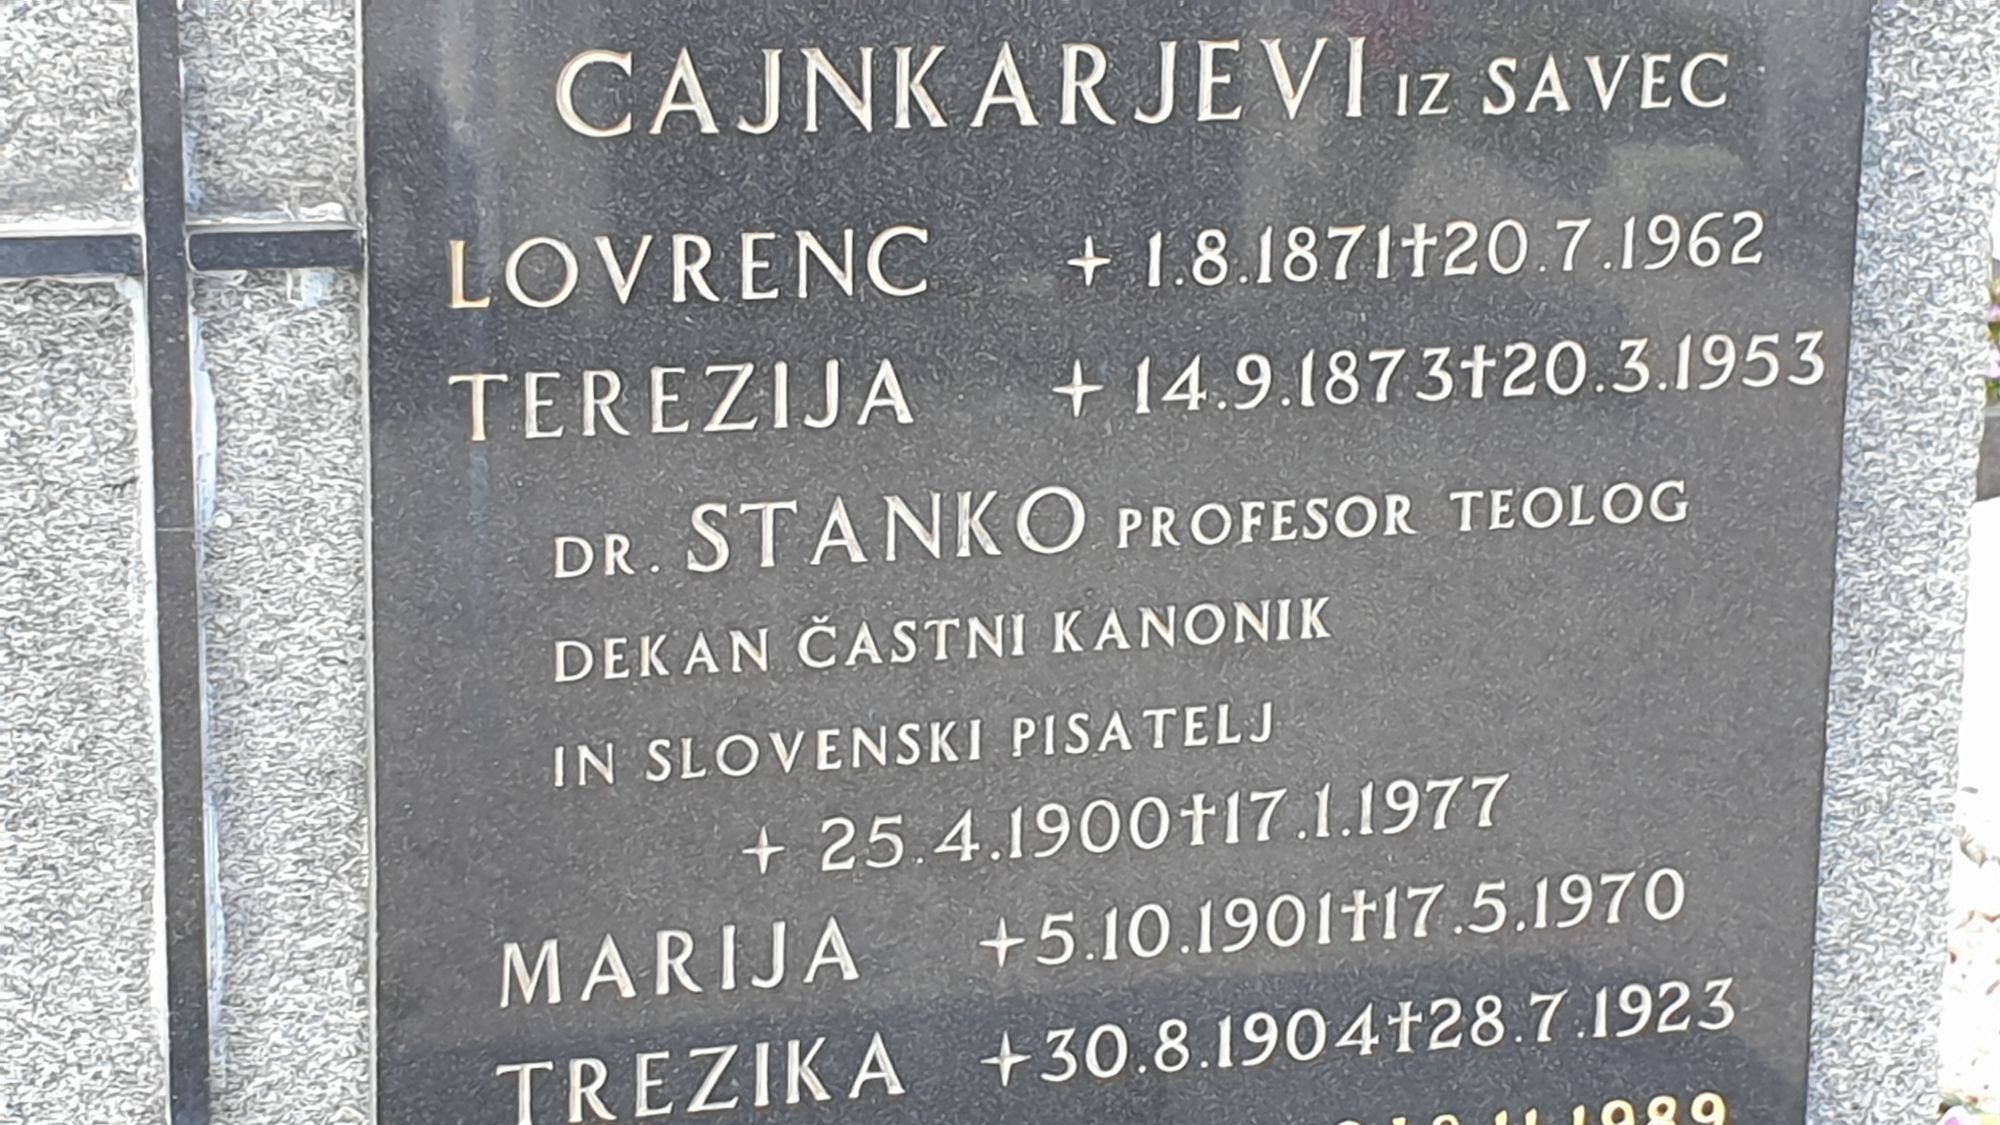 CAJNKARJEVI IZ SAVEC
LOVRENC + 1.8.1871†20.7.1962
TEREZIJA + 14.9.1873†20.3.1953
DR. STANKO PROFESOR TEOLOG
DEKAN ČASTNI KANONIK
IN SLOVENSKI PISATELJ
+ 25.4.1900†17.1.1977
MARIJA +5.10.1901†17.5.1970
TREZIKA +30.8.1904†28.7.1923
11.1989